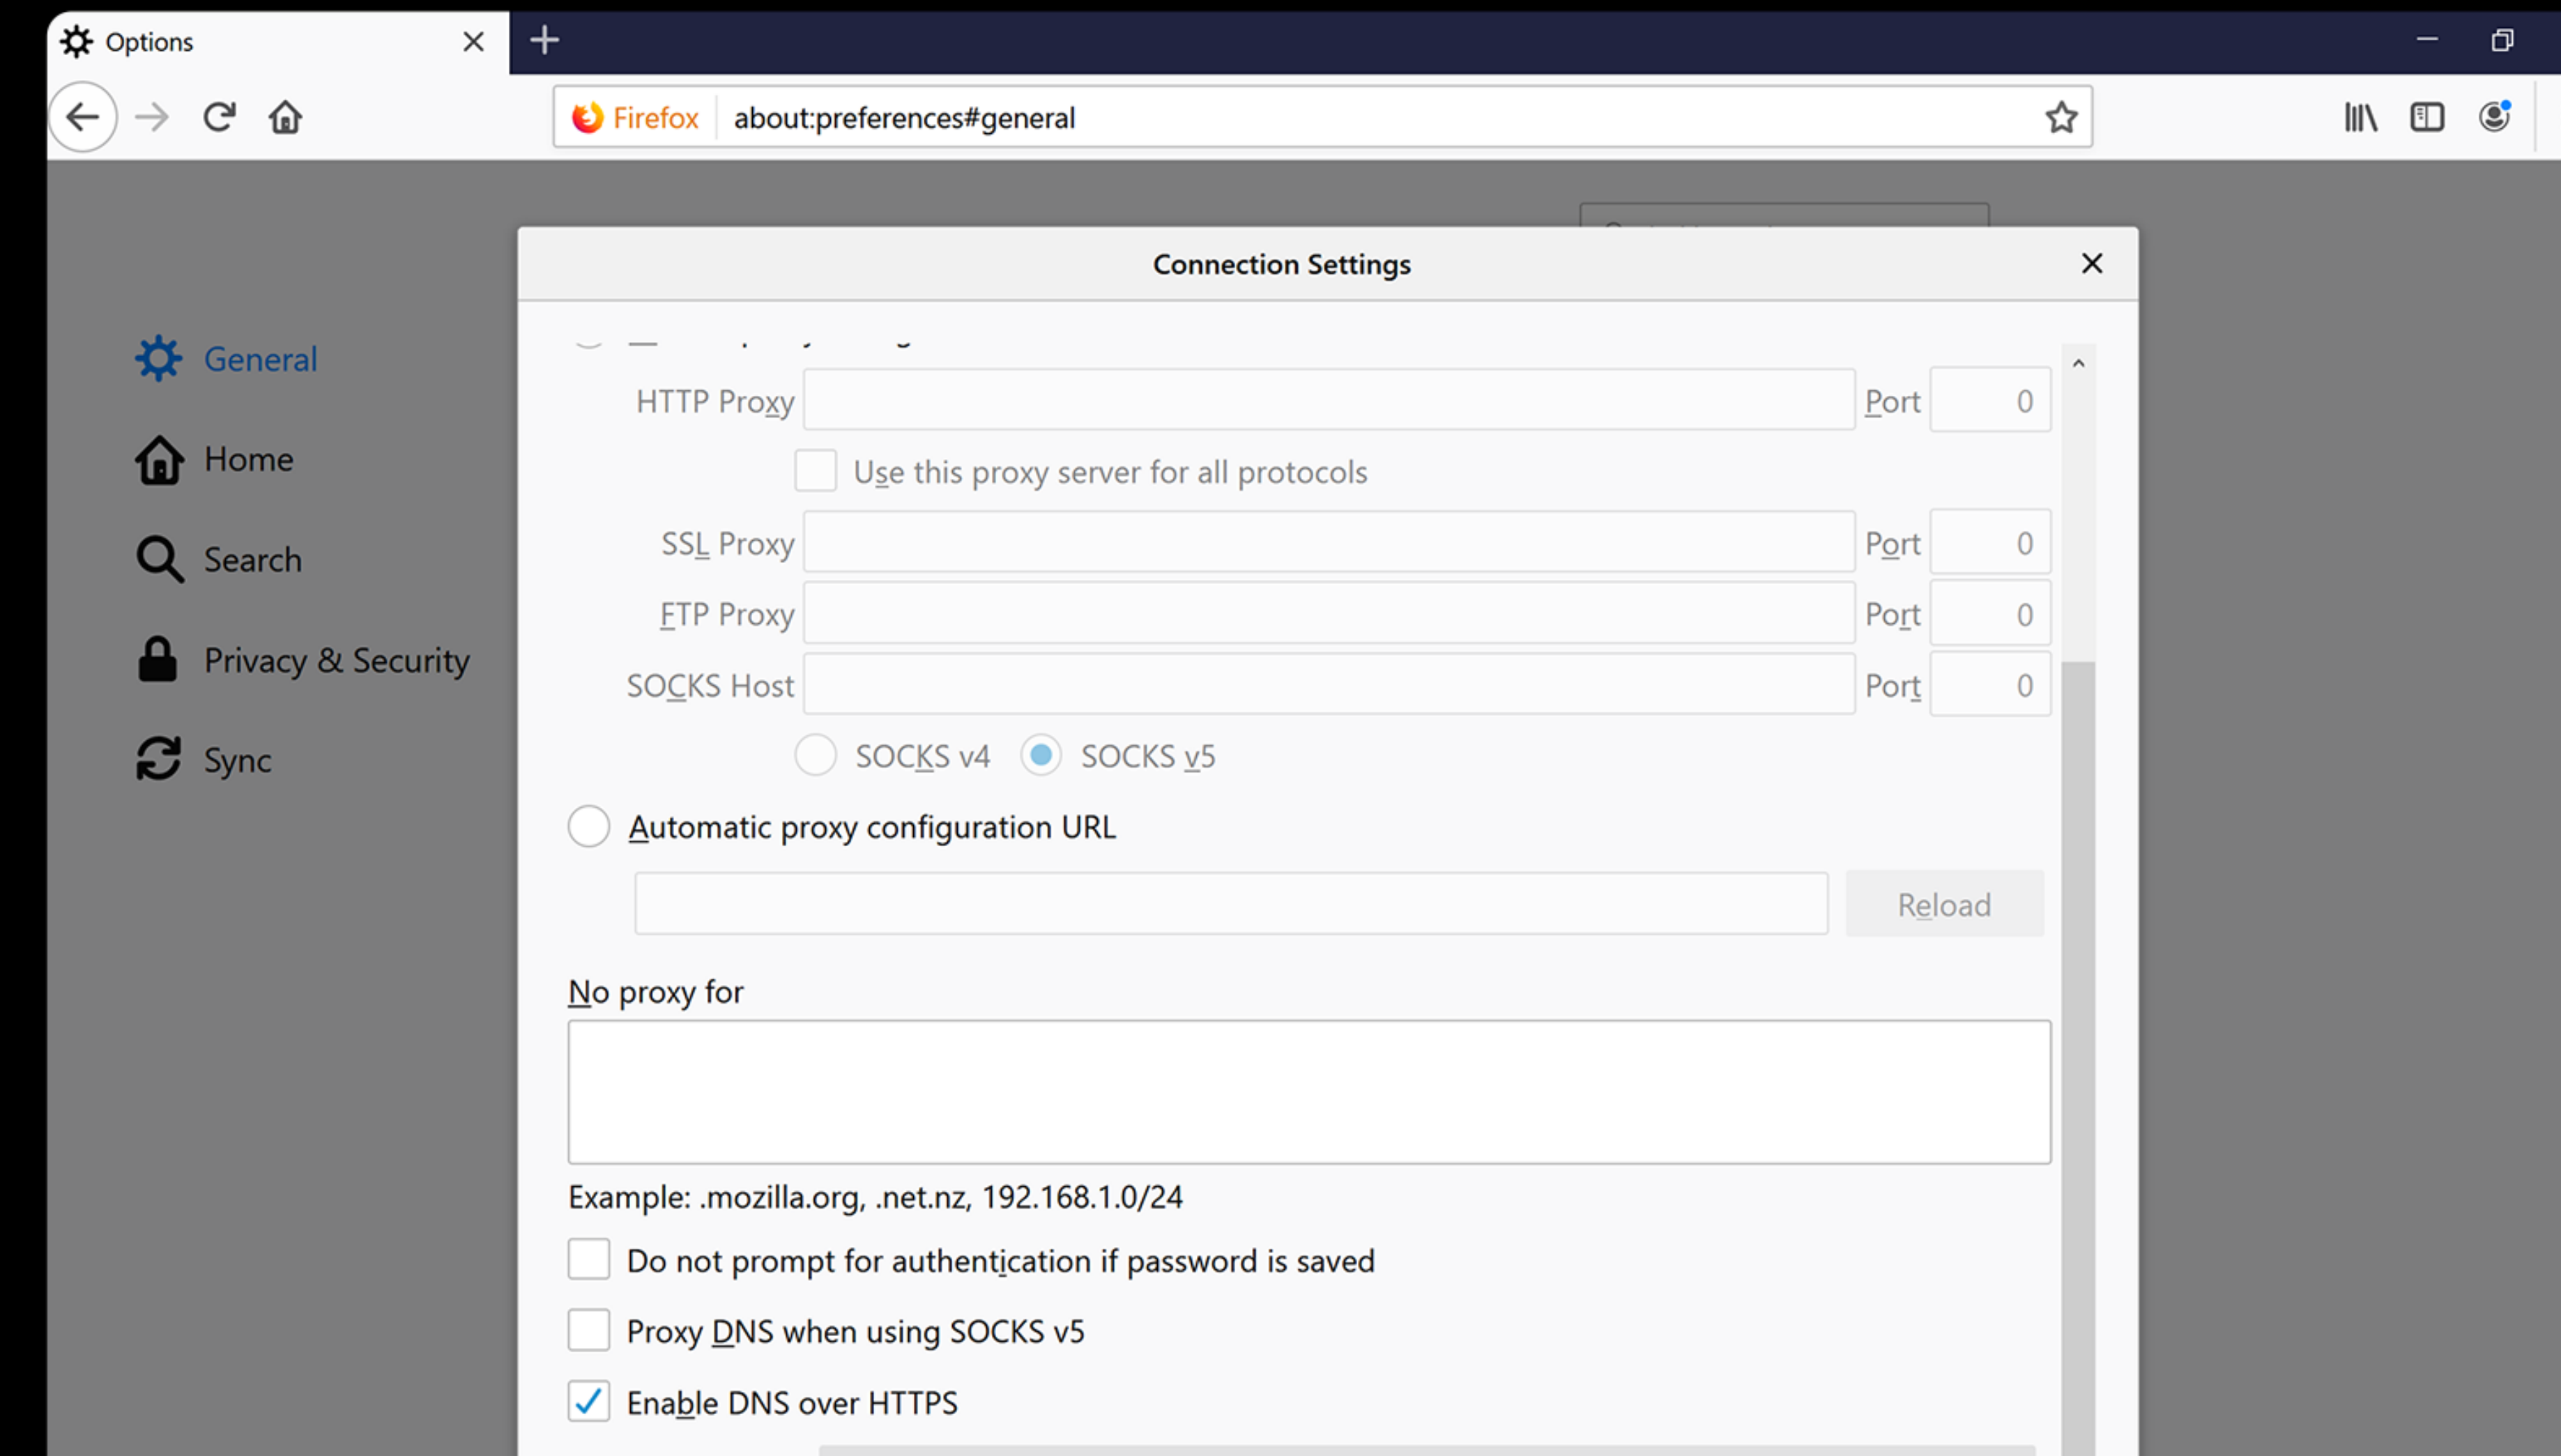 Options
Firefox about:preferences#general
Connection Settings
General
Home
Search
Privacy & Security
Sync
HTTP Proxy Port 0
Use this proxy server for all protocols
SSL Proxy Port 0
FTP Proxy Port 0
SOCKS Host Port 0
SOCKS v4 SOCKS v5
Automatic proxy configuration URL
Reload
No proxy for
Example: .mozilla.org, .net.nz, 192.168.1.0/24
Do not prompt for authentication if password is saved
Proxy DNS when using SOCKS v5
Enable DNS over HTTPS